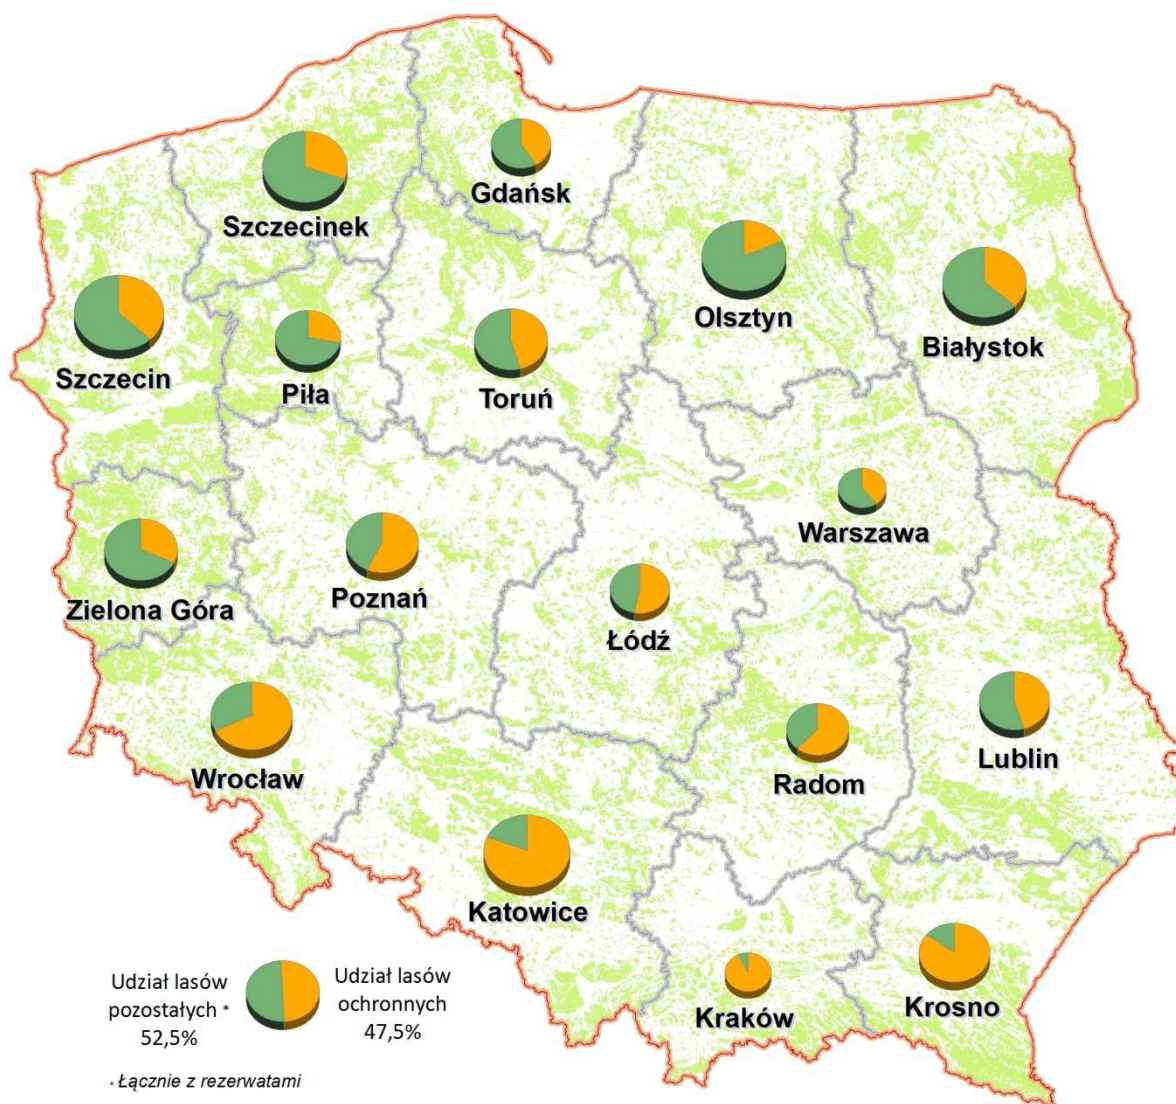 Gdańsk
Szczecinek
Olsztyn
Białystok
Szczecin
Piła
Toruń
Warszawa
Zielona Góra
Poznań
Łódź
Wrocław
Radom
Lublin
Katowice
Kraków
Krosno
Udział lasów
pozostałych *
52,5%
Udział lasów
ochronnych
47,5%
* Łącznie z rezerwatami